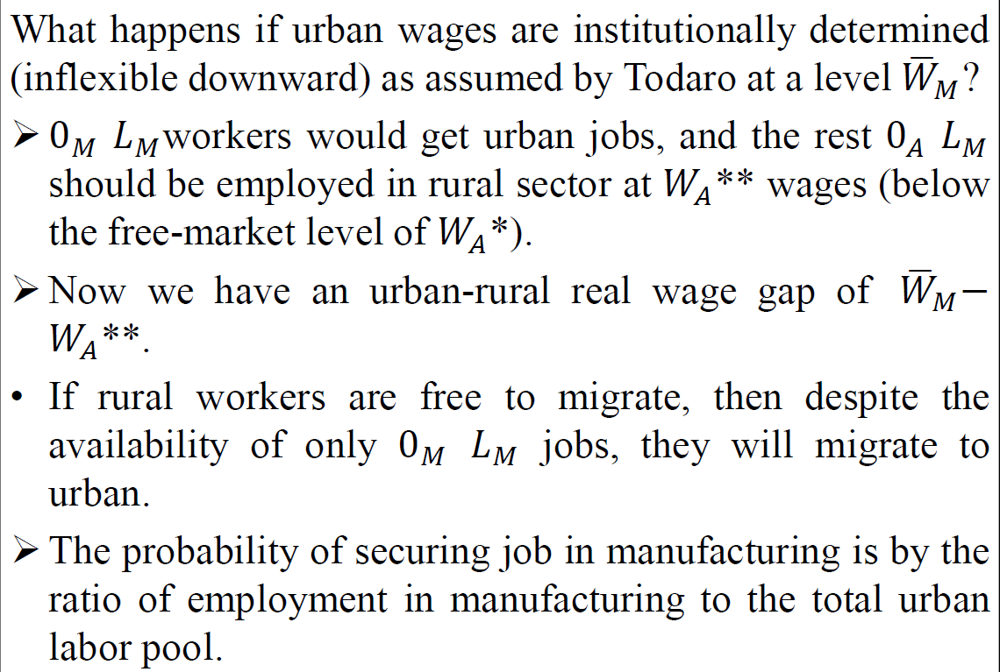 What happens if urban wages are institutionally determined
(inflexible downward) as assumed by Todaro at a level W̅_M?
➢ 0_M L_M workers would get urban jobs, and the rest 0_A L_M
should be employed in rural sector at W_A** wages (below
the free-market level of W_A*).
➢ Now we have an urban-rural real wage gap of W̅_M−
W_A**.
• If rural workers are free to migrate, then despite the
availability of only 0_M L_M jobs, they will migrate to
urban.
➢ The probability of securing job in manufacturing is by the
ratio of employment in manufacturing to the total urban
labor pool.